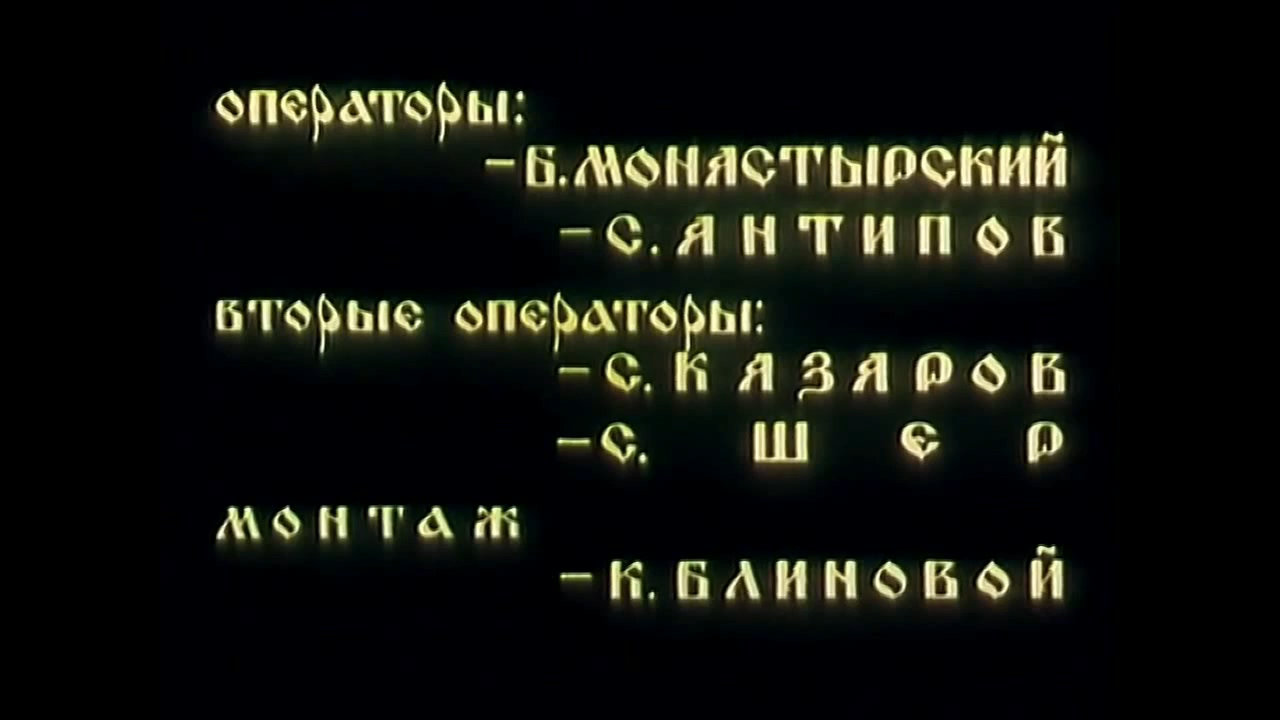 операторы:
–Б.МОНАСТЫРСКИЙ
–С. АНТИПОВ
вторые операторы:
–С. КАЗАРОВ
–С. ШЕР
монтаж
–К. БЛИНОВОЙ